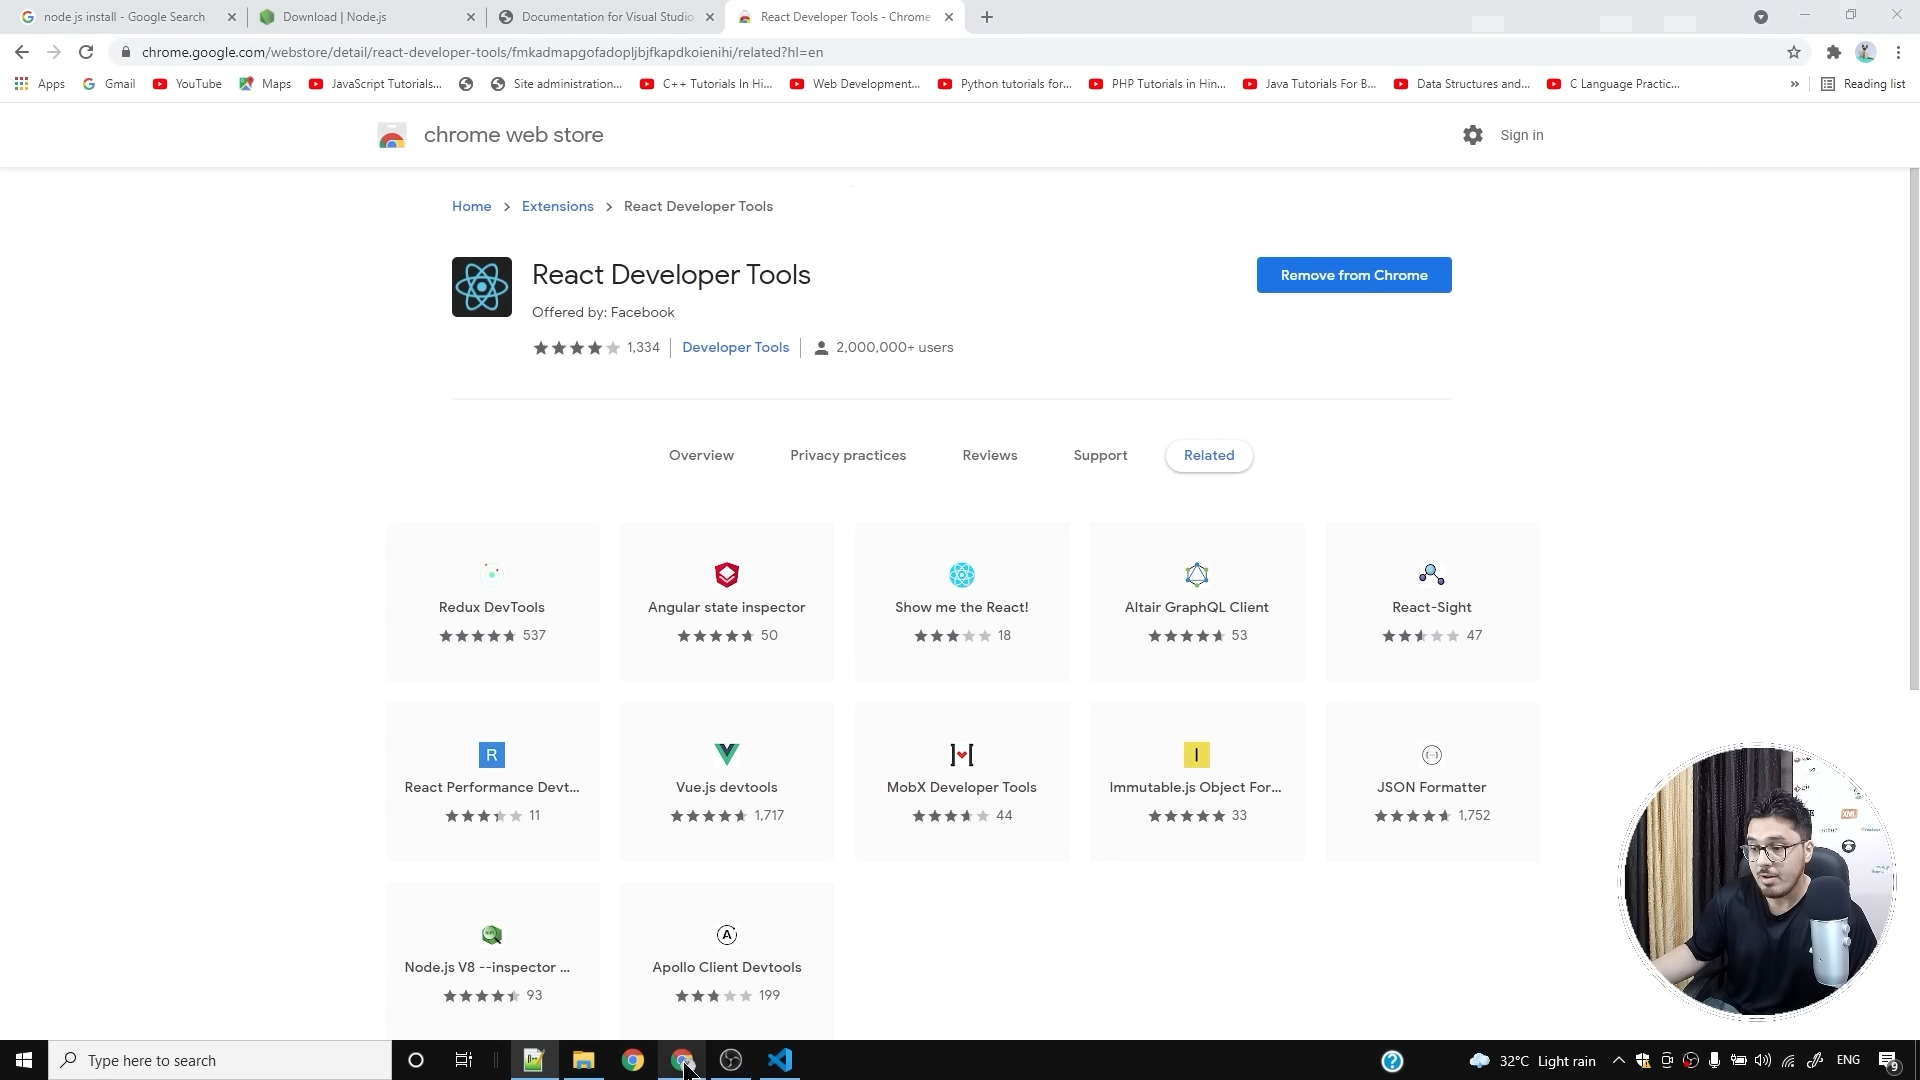 node js install - Google Search
Download | Node.js
Documentation for Visual Studio
React Developer Tools - Chrome
chrome.google.com/webstore/detail/react-developer-tools/fmkadmapgofadopljbjfkapdkoienihi/related?hl=en
Apps
Gmail
YouTube
Maps
JavaScript Tutorials...
Site administration...
C++ Tutorials In Hi...
Web Development...
Python tutorials for...
PHP Tutorials in Hin...
Java Tutorials For B...
Data Structures and...
C Language Practic...
»
Reading list
chrome web store
Sign in
Home > Extensions > React Developer Tools
React Developer Tools
Remove from Chrome
Offered by: Facebook
1,334
Developer Tools
2,000,000+ users
Overview
Privacy practices
Reviews
Support
Related
Redux DevTools
537
Angular state inspector
50
Show me the React!
18
Altair GraphQL Client
53
React-Sight
47
R
React Performance Devt...
11
Vue.js devtools
1,717
MobX Developer Tools
44
I
Immutable.js Object For...
33
JSON Formatter
1,752
Node.js V8 --inspector ...
93
A
Apollo Client Devtools
199
XML
github
Type here to search
32°C Light rain
ENG
9